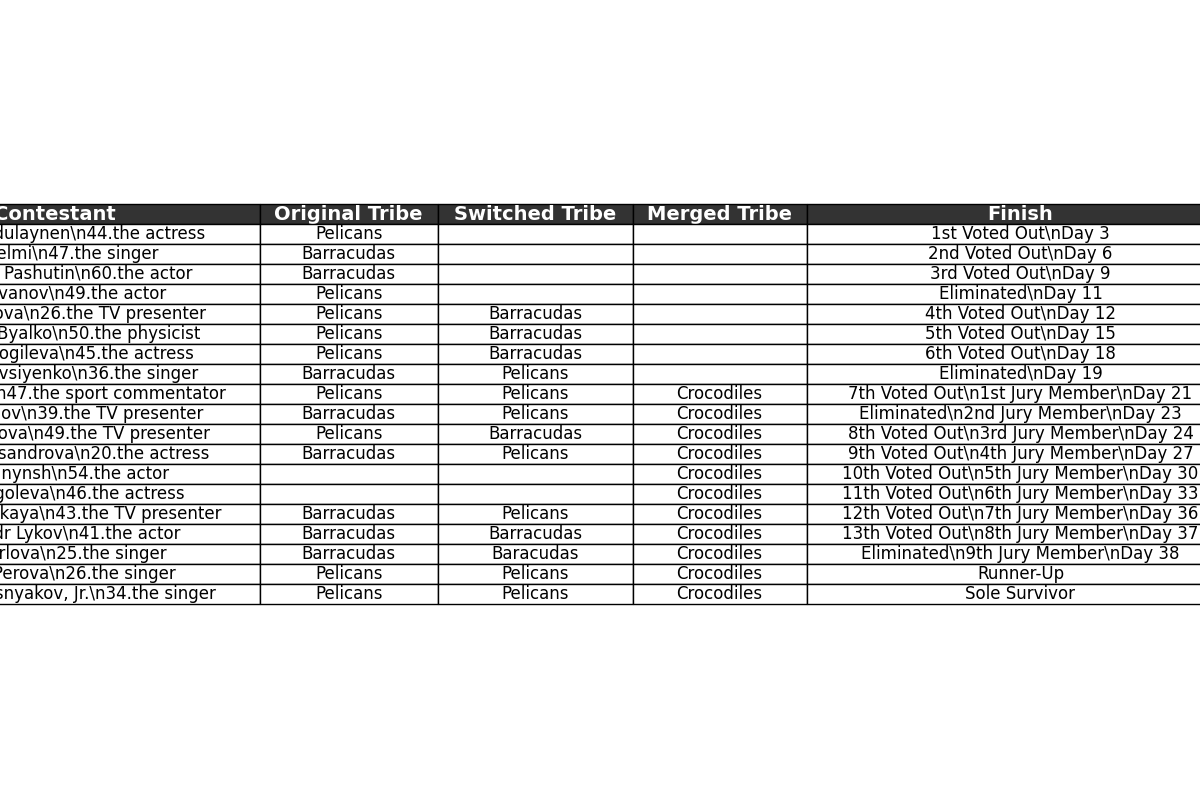 Contestant Original Tribe Switched Tribe Merged Tribe Finish
dulaynen\n44.the actress Pelicans 1st Voted Out\nDay 3
elmi\n47.the singer Barracudas 2nd Voted Out\nDay 6
Pashutin\n60.the actor Barracudas 3rd Voted Out\nDay 9
vanov\n49.the actor Pelicans Eliminated\nDay 11
ova\n26.the TV presenter Pelicans Barracudas 4th Voted Out\nDay 12
Byalko\n50.the physicist Pelicans Barracudas 5th Voted Out\nDay 15
ogileva\n45.the actress Pelicans Barracudas 6th Voted Out\nDay 18
vsiyenko\n36.the singer Barracudas Pelicans Eliminated\nDay 19
n47.the sport commentator Pelicans Pelicans Crocodiles 7th Voted Out\n1st Jury Member\nDay 21
ov\n39.the TV presenter Barracudas Pelicans Crocodiles Eliminated\n2nd Jury Member\nDay 23
ova\n49.the TV presenter Pelicans Barracudas Crocodiles 8th Voted Out\n3rd Jury Member\nDay 24
sandrova\n20.the actress Barracudas Pelicans Crocodiles 9th Voted Out\n4th Jury Member\nDay 27
nynsh\n54.the actor Crocodiles 10th Voted Out\n5th Jury Member\nDay 30
goleva\n46.the actress Crocodiles 11th Voted Out\n6th Jury Member\nDay 33
kaya\n43.the TV presenter Barracudas Pelicans Crocodiles 12th Voted Out\n7th Jury Member\nDay 36
dr Lykov\n41.the actor Barracudas Barracudas Crocodiles 13th Voted Out\n8th Jury Member\nDay 37
rlova\n25.the singer Barracudas Baracudas Crocodiles Eliminated\n9th Jury Member\nDay 38
Perova\n26.the singer Pelicans Pelicans Crocodiles Runner-Up
snyakov, Jr.\n34.the singer Pelicans Pelicans Crocodiles Sole Survivor